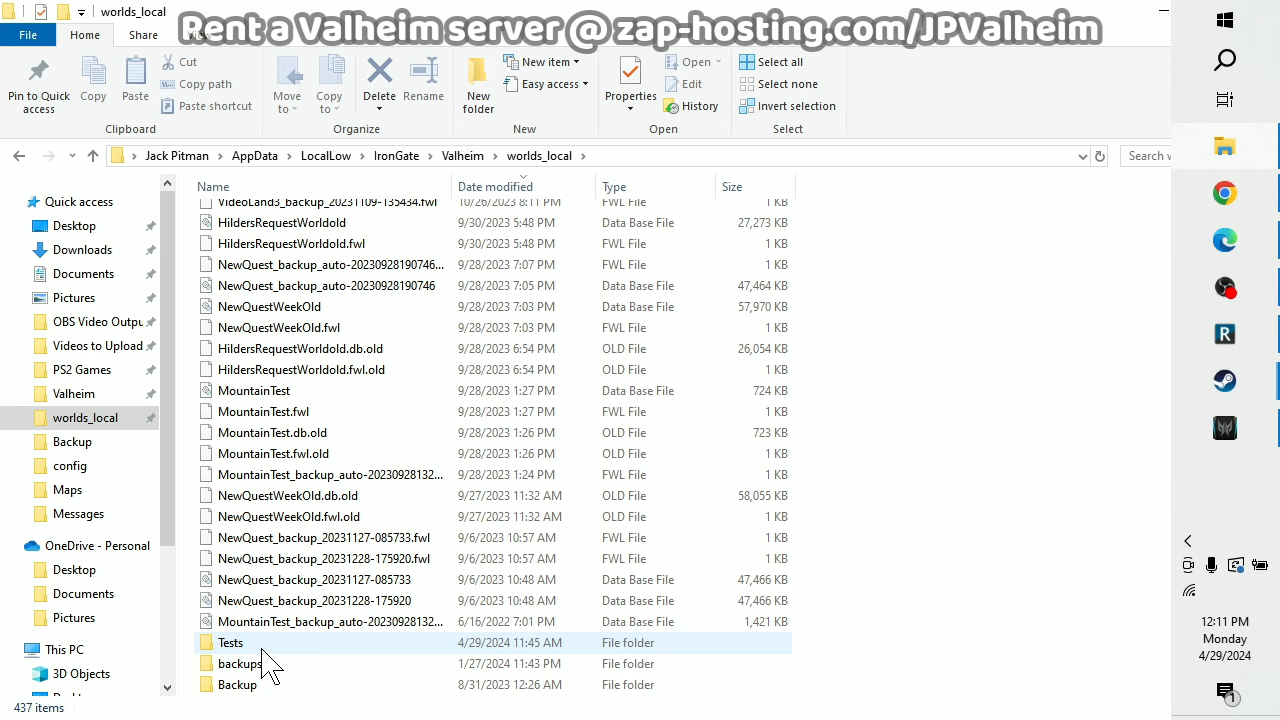 worlds_local
Rent a Valheim server @ zap-hosting.com/JPValheim
File
Home
Share
Pin to Quick access
Copy
Paste
Cut
Copy path
Paste shortcut
Clipboard
Move to
Copy to
Delete
Rename
Organize
New folder
New item
Easy access
New
Properties
Open
Edit
History
Open
Select all
Select none
Invert selection
Select
Jack Pitman > AppData > LocalLow > IronGate > Valheim > worlds_local >
Search
Name Date modified Type Size
VideoLand3_backup_20231109-135434.fwl 10/26/2023 8:11 PM FWL File 1 KB
HildersRequestWorldold 9/30/2023 5:48 PM Data Base File 27,273 KB
HildersRequestWorldold.fwl 9/30/2023 5:48 PM FWL File 1 KB
NewQuest_backup_auto-20230928190746... 9/28/2023 7:07 PM FWL File 1 KB
NewQuest_backup_auto-20230928190746 9/28/2023 7:05 PM Data Base File 47,464 KB
NewQuestWeekOld 9/28/2023 7:03 PM Data Base File 57,970 KB
NewQuestWeekOld.fwl 9/28/2023 7:03 PM FWL File 1 KB
HildersRequestWorldold.db.old 9/28/2023 6:54 PM OLD File 26,054 KB
HildersRequestWorldold.fwl.old 9/28/2023 6:54 PM OLD File 1 KB
MountainTest 9/28/2023 1:27 PM Data Base File 724 KB
MountainTest.fwl 9/28/2023 1:27 PM FWL File 1 KB
MountainTest.db.old 9/28/2023 1:26 PM OLD File 723 KB
MountainTest.fwl.old 9/28/2023 1:26 PM OLD File 1 KB
MountainTest_backup_auto-20230928132... 9/28/2023 1:24 PM FWL File 1 KB
NewQuestWeekOld.db.old 9/27/2023 11:32 AM OLD File 58,055 KB
NewQuestWeekOld.fwl.old 9/27/2023 11:32 AM OLD File 1 KB
NewQuest_backup_20231127-085733.fwl 9/6/2023 10:57 AM FWL File 1 KB
NewQuest_backup_20231228-175920.fwl 9/6/2023 10:57 AM FWL File 1 KB
NewQuest_backup_20231127-085733 9/6/2023 10:48 AM Data Base File 47,466 KB
NewQuest_backup_20231228-175920 9/6/2023 10:48 AM Data Base File 47,466 KB
MountainTest_backup_auto-20230928132... 6/16/2022 7:01 PM Data Base File 1,421 KB
Tests 4/29/2024 11:45 AM File folder
backups 1/27/2024 11:43 PM File folder
Backup 8/31/2023 12:26 AM File folder
Quick access
Desktop
Downloads
Documents
Pictures
OBS Video Outpu
Videos to Upload
PS2 Games
Valheim
worlds_local
Backup
config
Maps
Messages
OneDrive - Personal
Desktop
Documents
Pictures
This PC
3D Objects
437 items
R
12:11 PM
Monday
4/29/2024
1